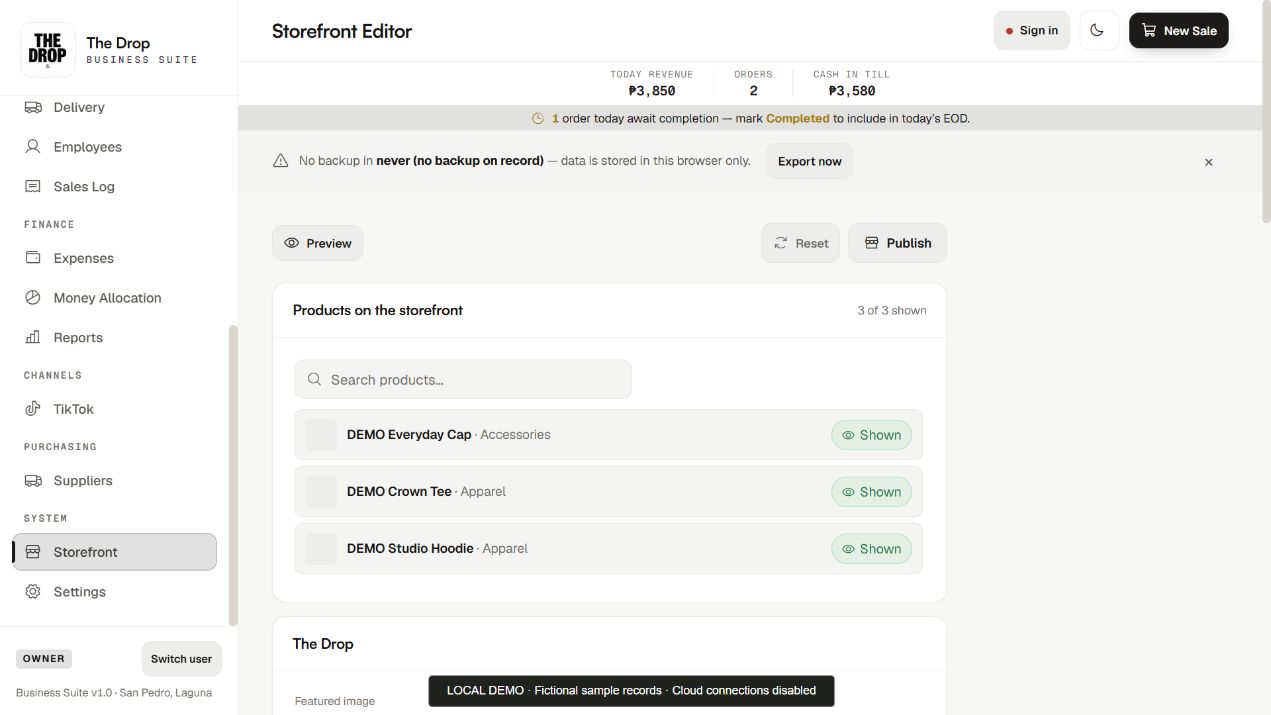 THE
DROP
The Drop
BUSINESS SUITE
Delivery
Employees
Sales Log
FINANCE
Expenses
Money Allocation
Reports
CHANNELS
TikTok
PURCHASING
Suppliers
SYSTEM
Storefront
Settings
OWNER
Switch user
Business Suite v1.0 · San Pedro, Laguna
Storefront Editor
Sign in
New Sale
TODAY REVENUE
₱3,850
ORDERS
2
CASH IN TILL
₱3,580
1 order today await completion — mark Completed to include in today's EOD.
No backup in never (no backup on record) — data is stored in this browser only.
Export now
Preview
Reset
Publish
Products on the storefront
3 of 3 shown
Search products...
DEMO Everyday Cap · Accessories
Shown
DEMO Crown Tee · Apparel
Shown
DEMO Studio Hoodie · Apparel
Shown
The Drop
Featured image
LOCAL DEMO · Fictional sample records · Cloud connections disabled